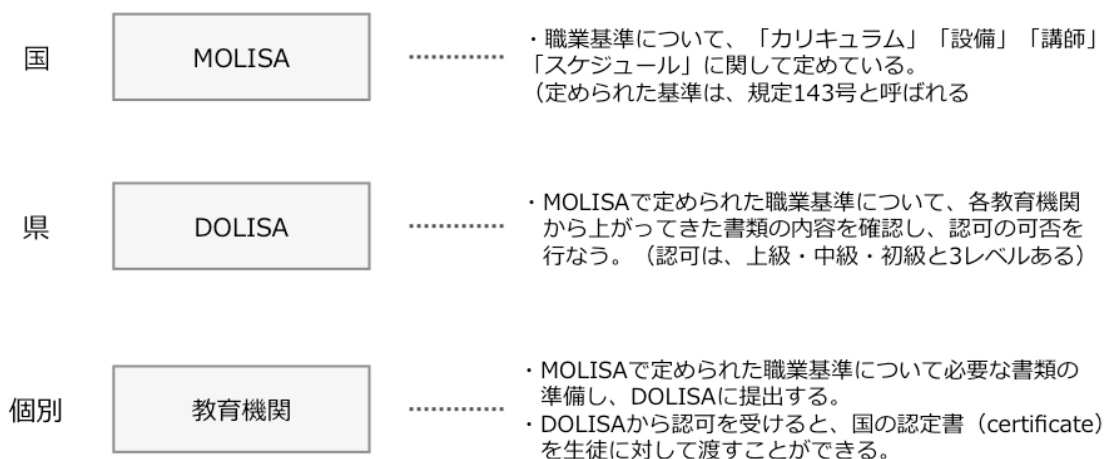 国
MOLISA
・職業基準について、「カリキュラム」「設備」「講師」
「スケジュール」に関して定めている。
（定められた基準は、規定143号と呼ばれる
県
DOLISA
・MOLISAで定められた職業基準について、各教育機関
から上がってきた書類の内容を確認し、認可の可否を
行なう。（認可は、上級・中級・初級と3レベルある）
個別
教育機関
・MOLISAで定められた職業基準について必要な書類の
準備し、DOLISAに提出する。
・DOLISAから認可を受けると、国の認定書（certificate）
を生徒に対して渡すことができる。